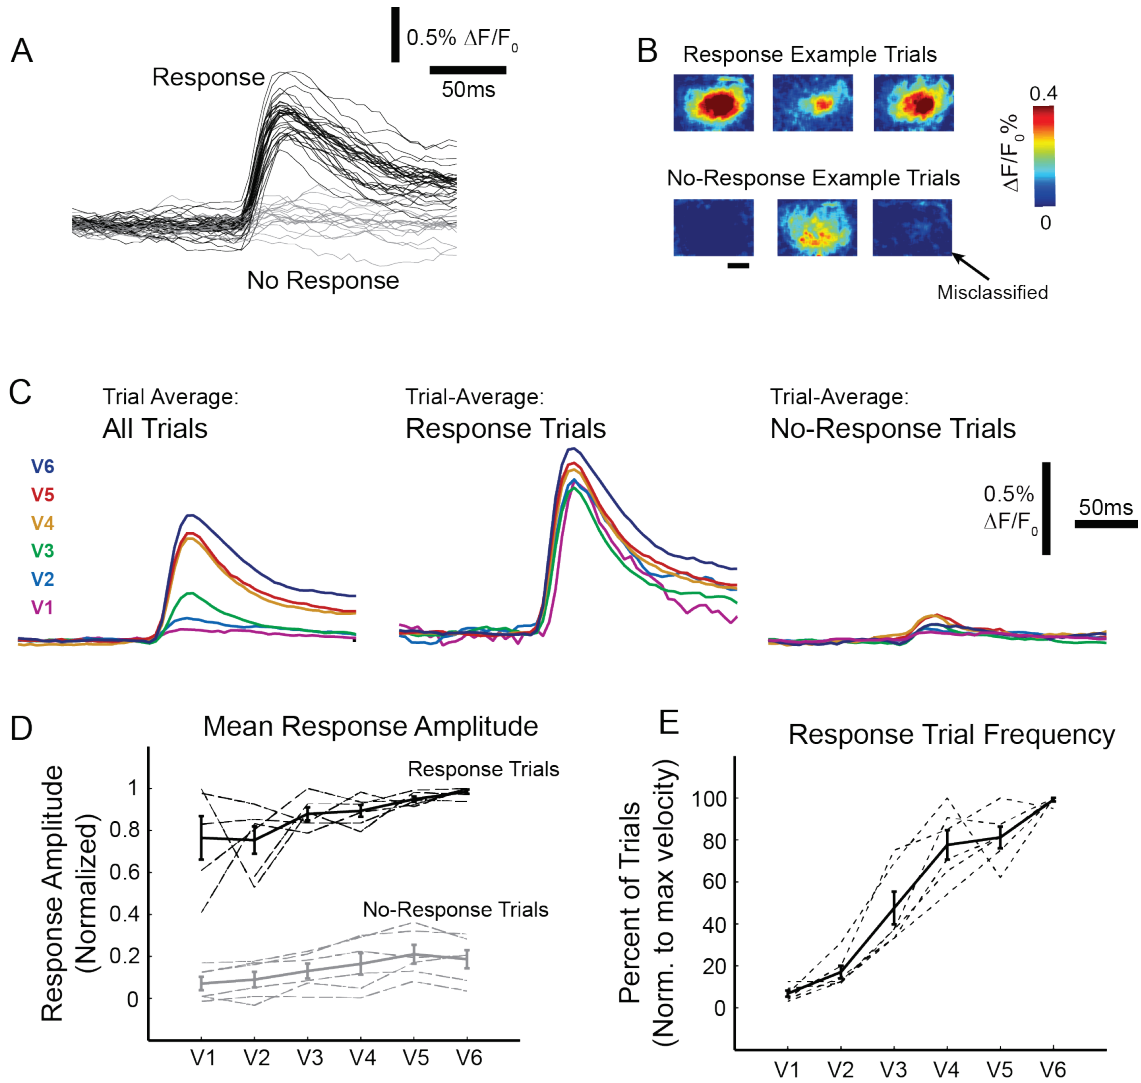 A
Response
0.5% ΔF/F0
50ms
No Response
B
Response Example Trials
No-Response Example Trials
Misclassified
0.4
ΔF/F0%
0
C
Trial Average:
All Trials
Trial-Average:
Response Trials
Trial-Average:
No-Response Trials
V6
V5
V4
V3
V2
V1
0.5%
ΔF/F0
50ms
D
Mean Response Amplitude
Response Amplitude
(Normalized)
1
0.8
0.6
0.4
0.2
0
Response Trials
No-Response Trials
V1 V2 V3 V4 V5 V6
E
Response Trial Frequency
Percent of Trials
(Norm. to max velocity)
100
80
60
40
20
0
V1 V2 V3 V4 V5 V6